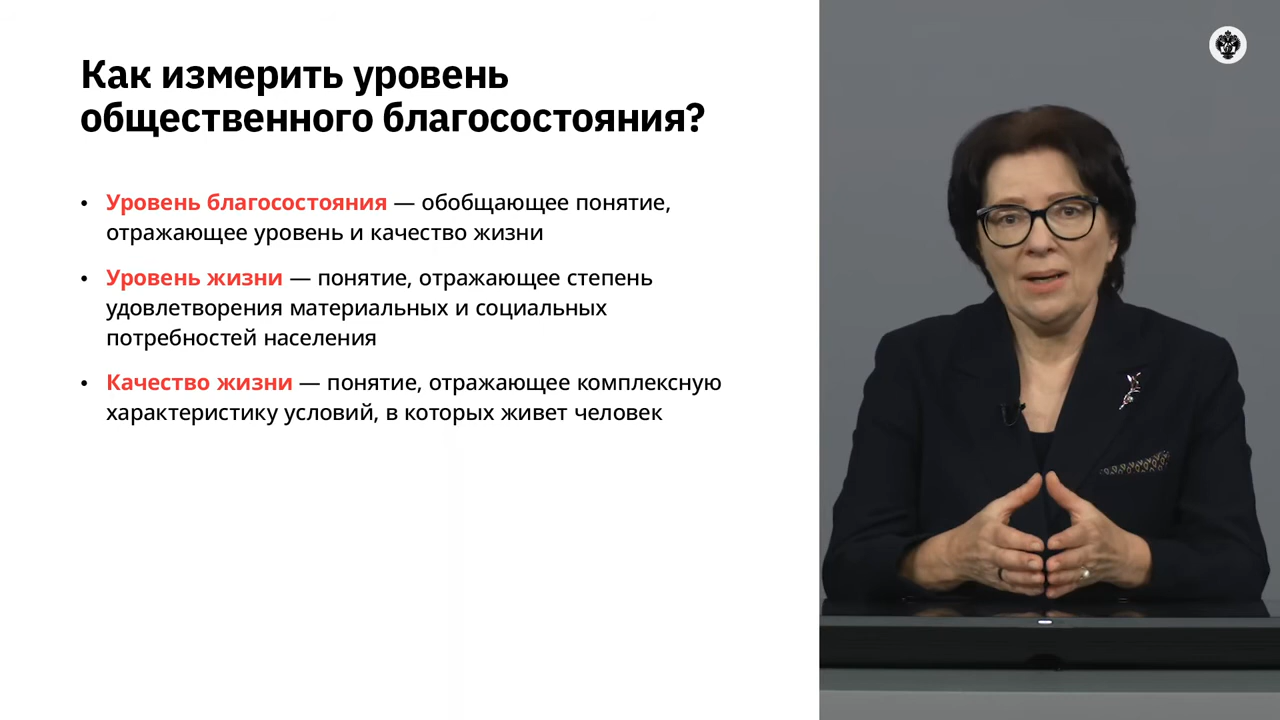 Как измерить уровень
общественного благосостояния?
• Уровень благосостояния — обобщающее понятие,
отражающее уровень и качество жизни
• Уровень жизни — понятие, отражающее степень
удовлетворения материальных и социальных
потребностей населения
• Качество жизни — понятие, отражающее комплексную
характеристику условий, в которых живет человек